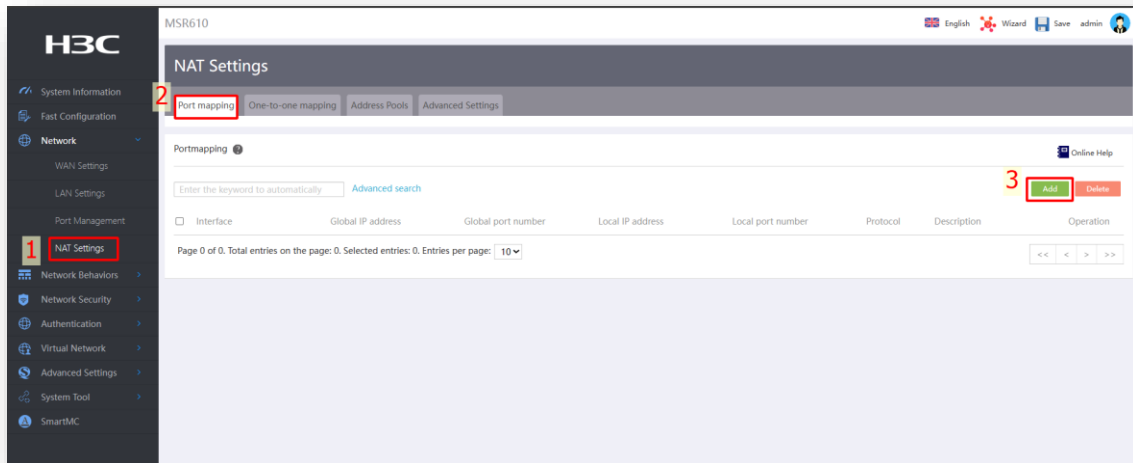 MSR610
English Wizard Save admin
H3C
NAT Settings
System Information
Fast Configuration
Network
WAN Settings
LAN Settings
Port Management
1 NAT Settings
Network Behaviors
Network Security
Authentication
Virtual Network
Advanced Settings
System Tool
SmartMC
2 Port mapping One-to-one mapping Address Pools Advanced Settings
Portmapping ? Online Help
Enter the keyword to automatically Advanced search 3 Add Delete
Interface Global IP address Global port number Local IP address Local port number Protocol Description Operation
Page 0 of 0. Total entries on the page: 0. Selected entries: 0. Entries per page: 10 << < > >>